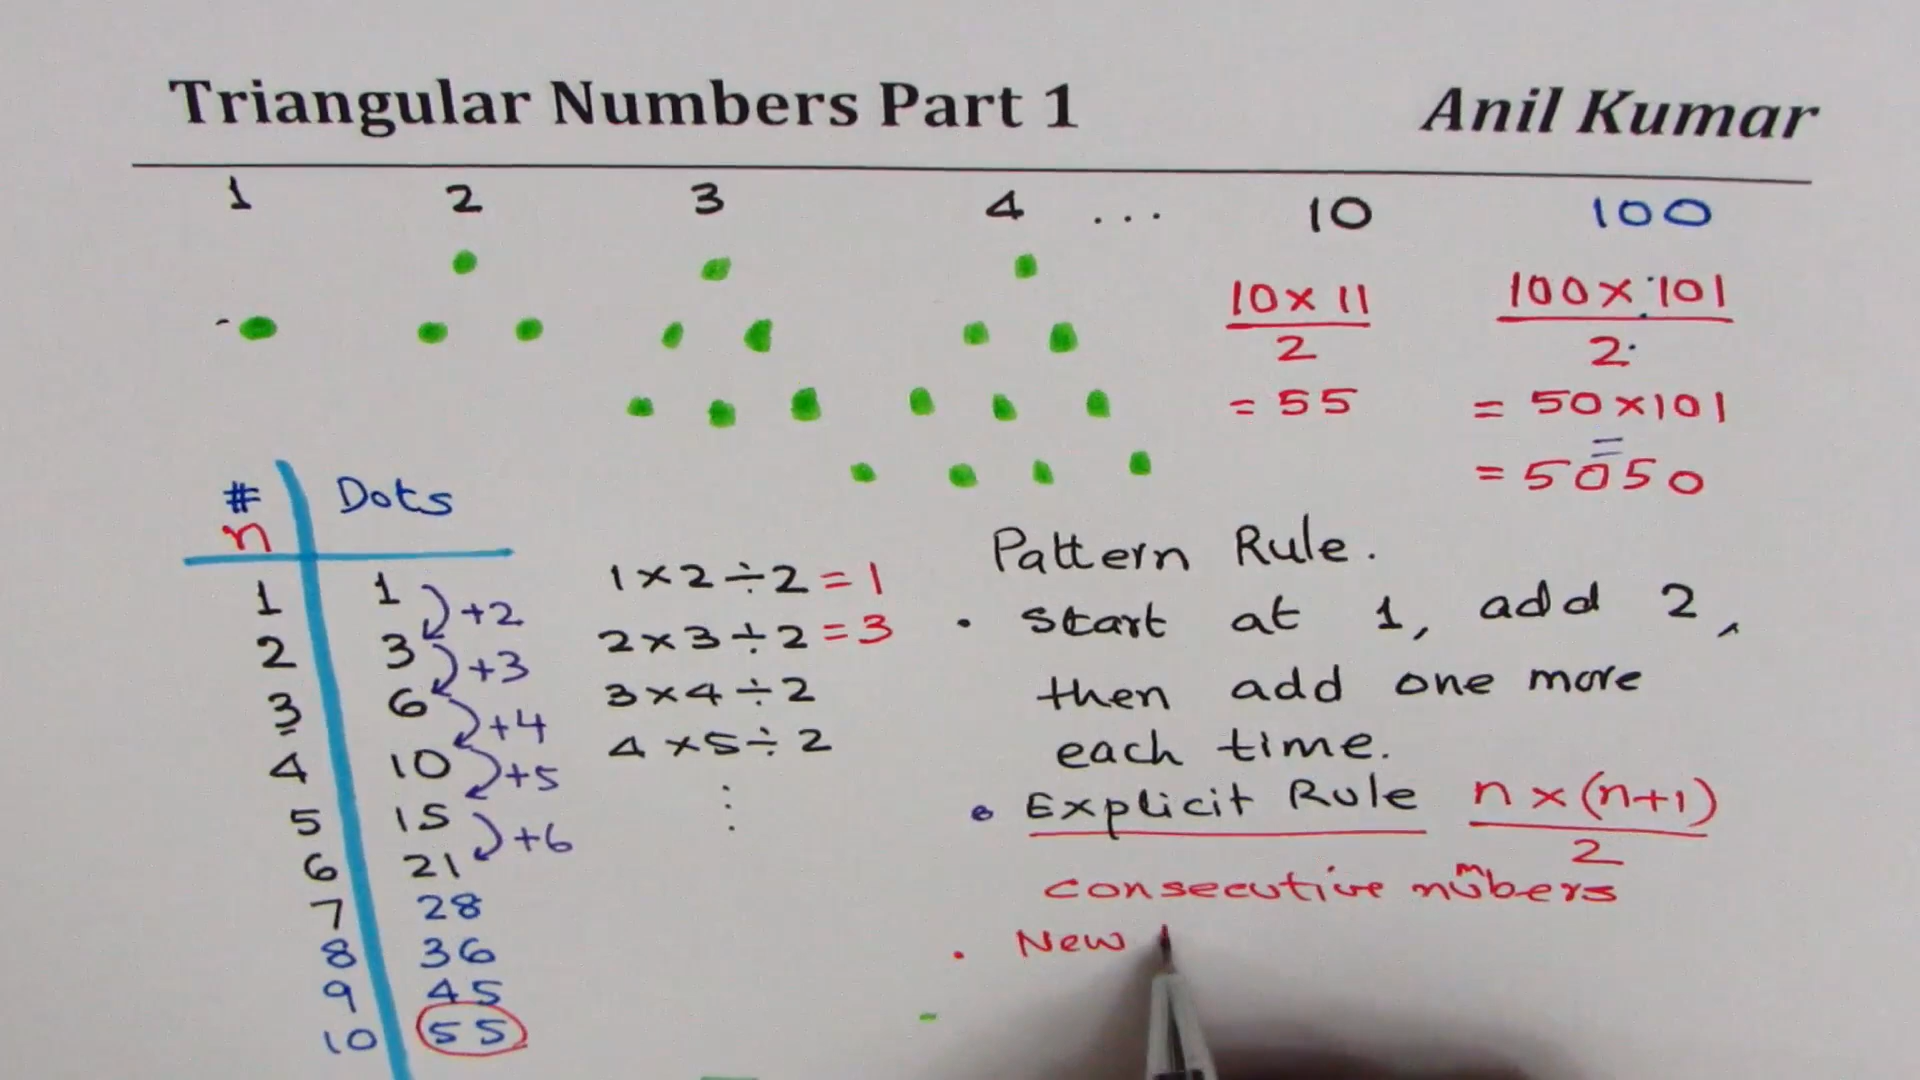 Triangular Numbers Part 1 Anil Kumar
1 2 3 4 ... 10 100
10 x 11
2
= 55
100 x 101
2
= 50 x 101
= 5050
# Dots
n
1 1 +2
2 3 +3
3 6 +4
4 10 +5
5 15 +6
6 21
7 28
8 36
9 45
10 55
1 x 2 ÷ 2 = 1
2 x 3 ÷ 2 = 3
3 x 4 ÷ 2
4 x 5 ÷ 2
⋮
Pattern Rule.
• start at 1, add 2,
then add one more
each time.
• Explicit Rule n x (n+1)
2
consecutive numbers
• New